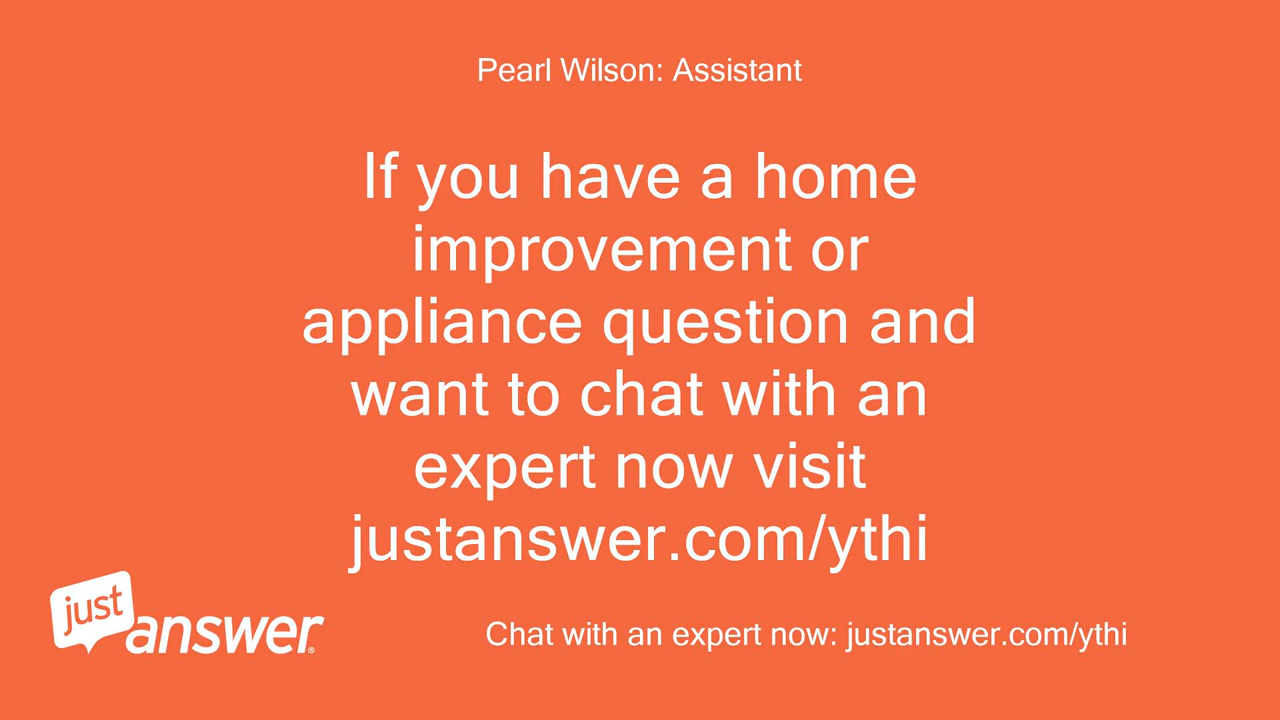 Pearl Wilson: Assistant
If you have a home
improvement or
appliance question and
want to chat with an
expert now visit
justanswer.com/ythi
just
answer®
Chat with an expert now: justanswer.com/ythi